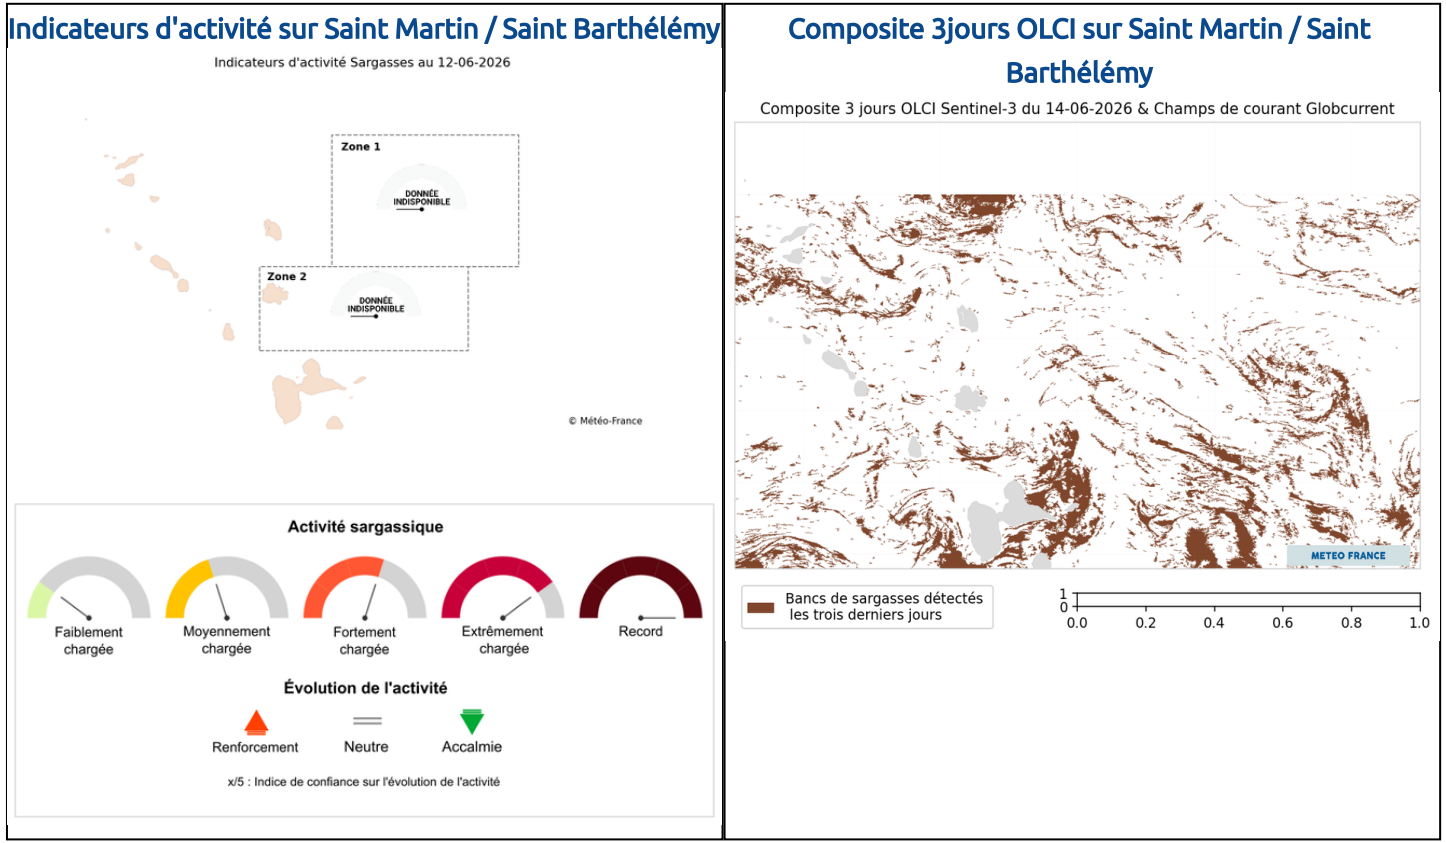 Indicateurs d'activité sur Saint Martin / Saint Barthélémy
Indicateurs d'activité Sargasses au 12-06-2026
Zone 1
DONNÉE
INDISPONIBLE
Zone 2
DONNÉE
INDISPONIBLE
© Météo-France
Activité sargassique
Faiblement
chargée
Moyennement
chargée
Fortement
chargée
Extrêmement
chargée
Record
Évolution de l'activité
Renforcement
Neutre
Accalmie
x/5 : Indice de confiance sur l'évolution de l'activité
Composite 3jours OLCI sur Saint Martin / Saint
Barthélémy
Composite 3 jours OLCI Sentinel-3 du 14-06-2026 & Champs de courant Globcurrent
METEO FRANCE
Bancs de sargasses détectés
les trois derniers jours
1
0
0.0 0.2 0.4 0.6 0.8 1.0